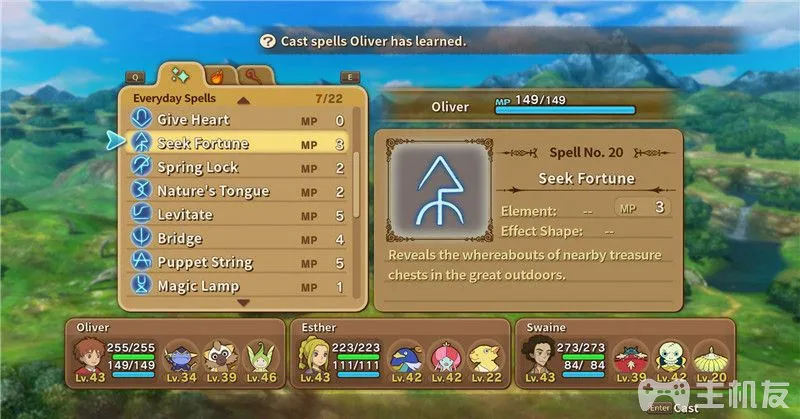 ? Cast spells Oliver has learned.
Q E
Everyday Spells 7/22
Give Heart MP 0
Seek Fortune MP 3
Spring Lock MP 2
Nature's Tongue MP 2
Levitate MP 5
Bridge MP 4
Puppet String MP 5
Magic Lamp MP 1
Oliver MP 149/149
Spell No. 20
Seek Fortune
Element: -- MP 3
Effect Shape: --
Reveals the whereabouts of nearby treasure
chests in the great outdoors.
Oliver Esther Swaine
255/255 223/223 273/273
149/149 111/111 84/ 84
Lv.43 Lv.34 Lv.39 Lv.46 Lv.43 Lv.42 Lv.42 Lv.22 Lv.43 Lv.39 Lv.42 Lv.20
Enter Cast
主机友